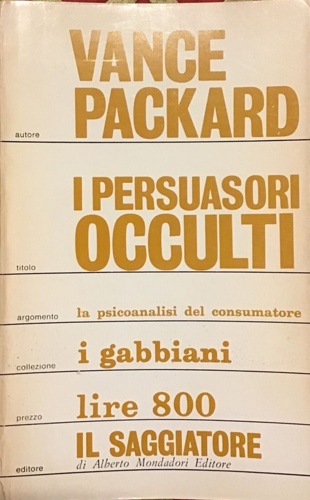 VANCE
autore PACKARD
I PERSUASORI
titolo OCCULTI
argomento la psicoanalisi del consumatore
collezione i gabbiani
prezzo lire 800
IL SAGGIATORE
editore di Alberto Mondadori Editore